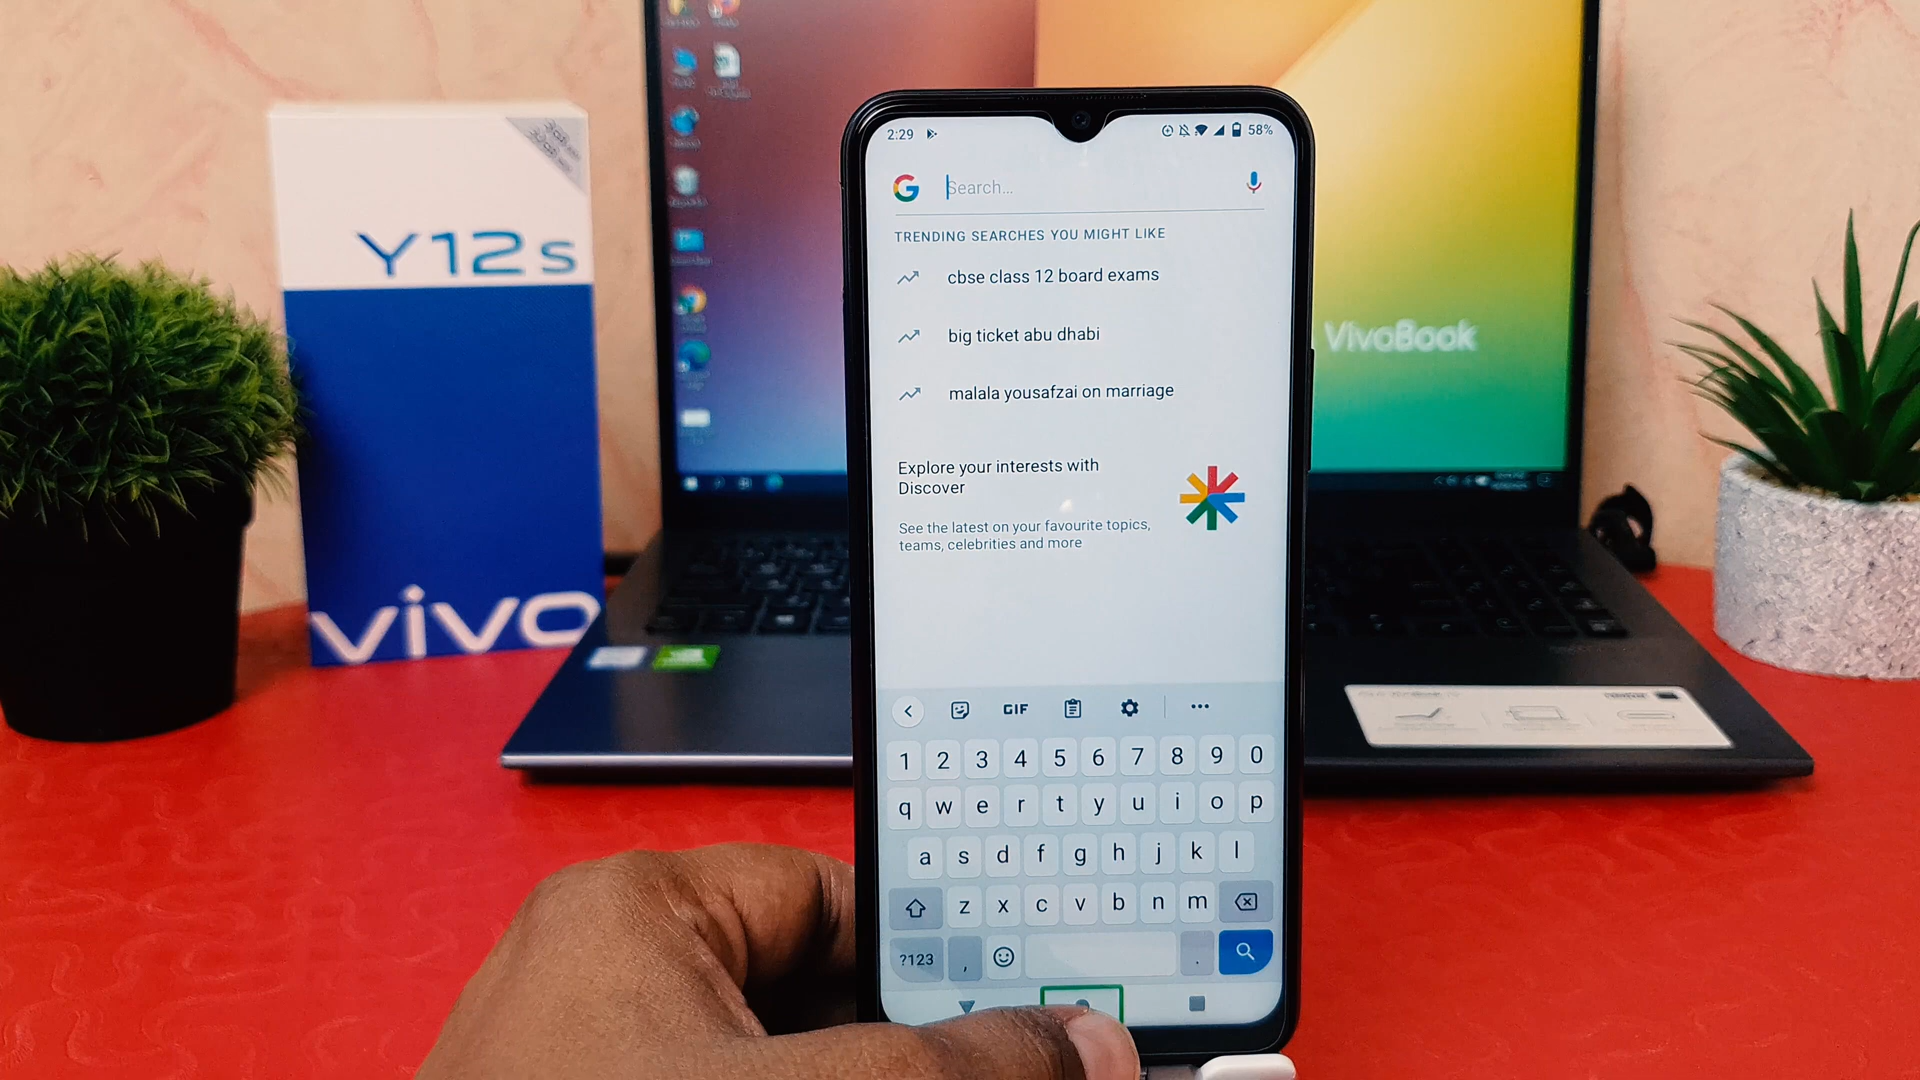 Y12s
vivo
VivoBook
2:29
58%
Search...
TRENDING SEARCHES YOU MIGHT LIKE
cbse class 12 board exams
big ticket abu dhabi
malala yousafzai on marriage
Explore your interests with
Discover
See the latest on your favourite topics,
teams, celebrities and more
GIF
1 2 3 4 5 6 7 8 9 0
q w e r t y u i o p
a s d f g h j k l
z x c v b n m
?123 , .